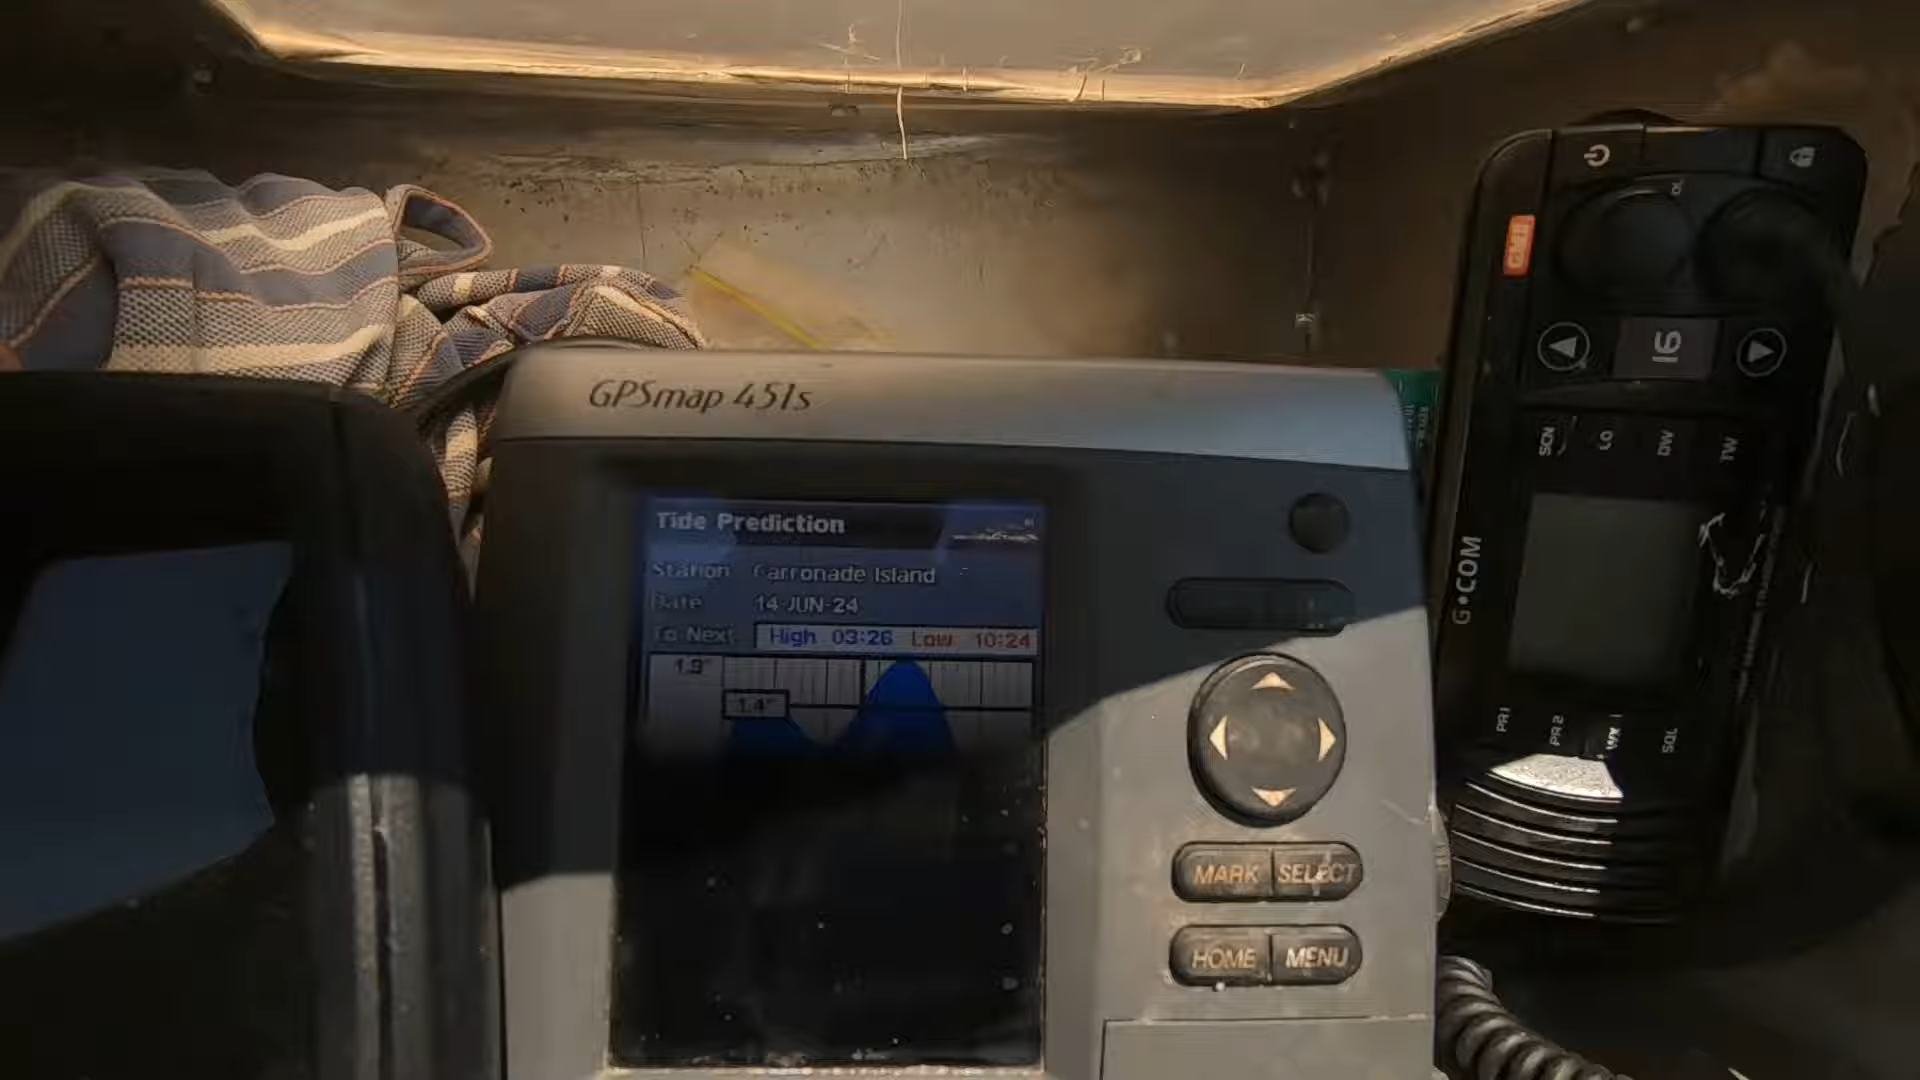 GPSmap 451s
Tide Prediction
Station Carronade Island
Date 14-JUN-24
To Next High 03:26 Low 10:24
1.9"
1.4"
MARK SELECT
HOME MENU
16
SCN LO DW TW
G•COM
PR1 PR2 WX SQL